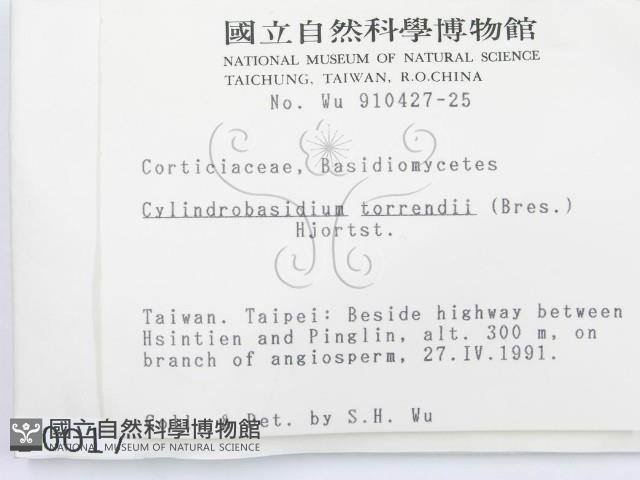 國立自然科學博物館
NATIONAL MUSEUM OF NATURAL SCIENCE
TAICHUNG, TAIWAN, R.O.CHINA
No. Wu 910427-25
Corticiaceae, Basidiomycetes
Cylindrobasidium torrendii (Bres.)
Hjortst.
Taiwan. Taipei: Beside highway between
Hsintien and Pinglin, alt. 300 m, on
branch of angiosperm, 27.IV.1991.
Coll. & Det. by S.H. Wu
國立自然科學博物館
NATIONAL MUSEUM OF NATURAL SCIENCE